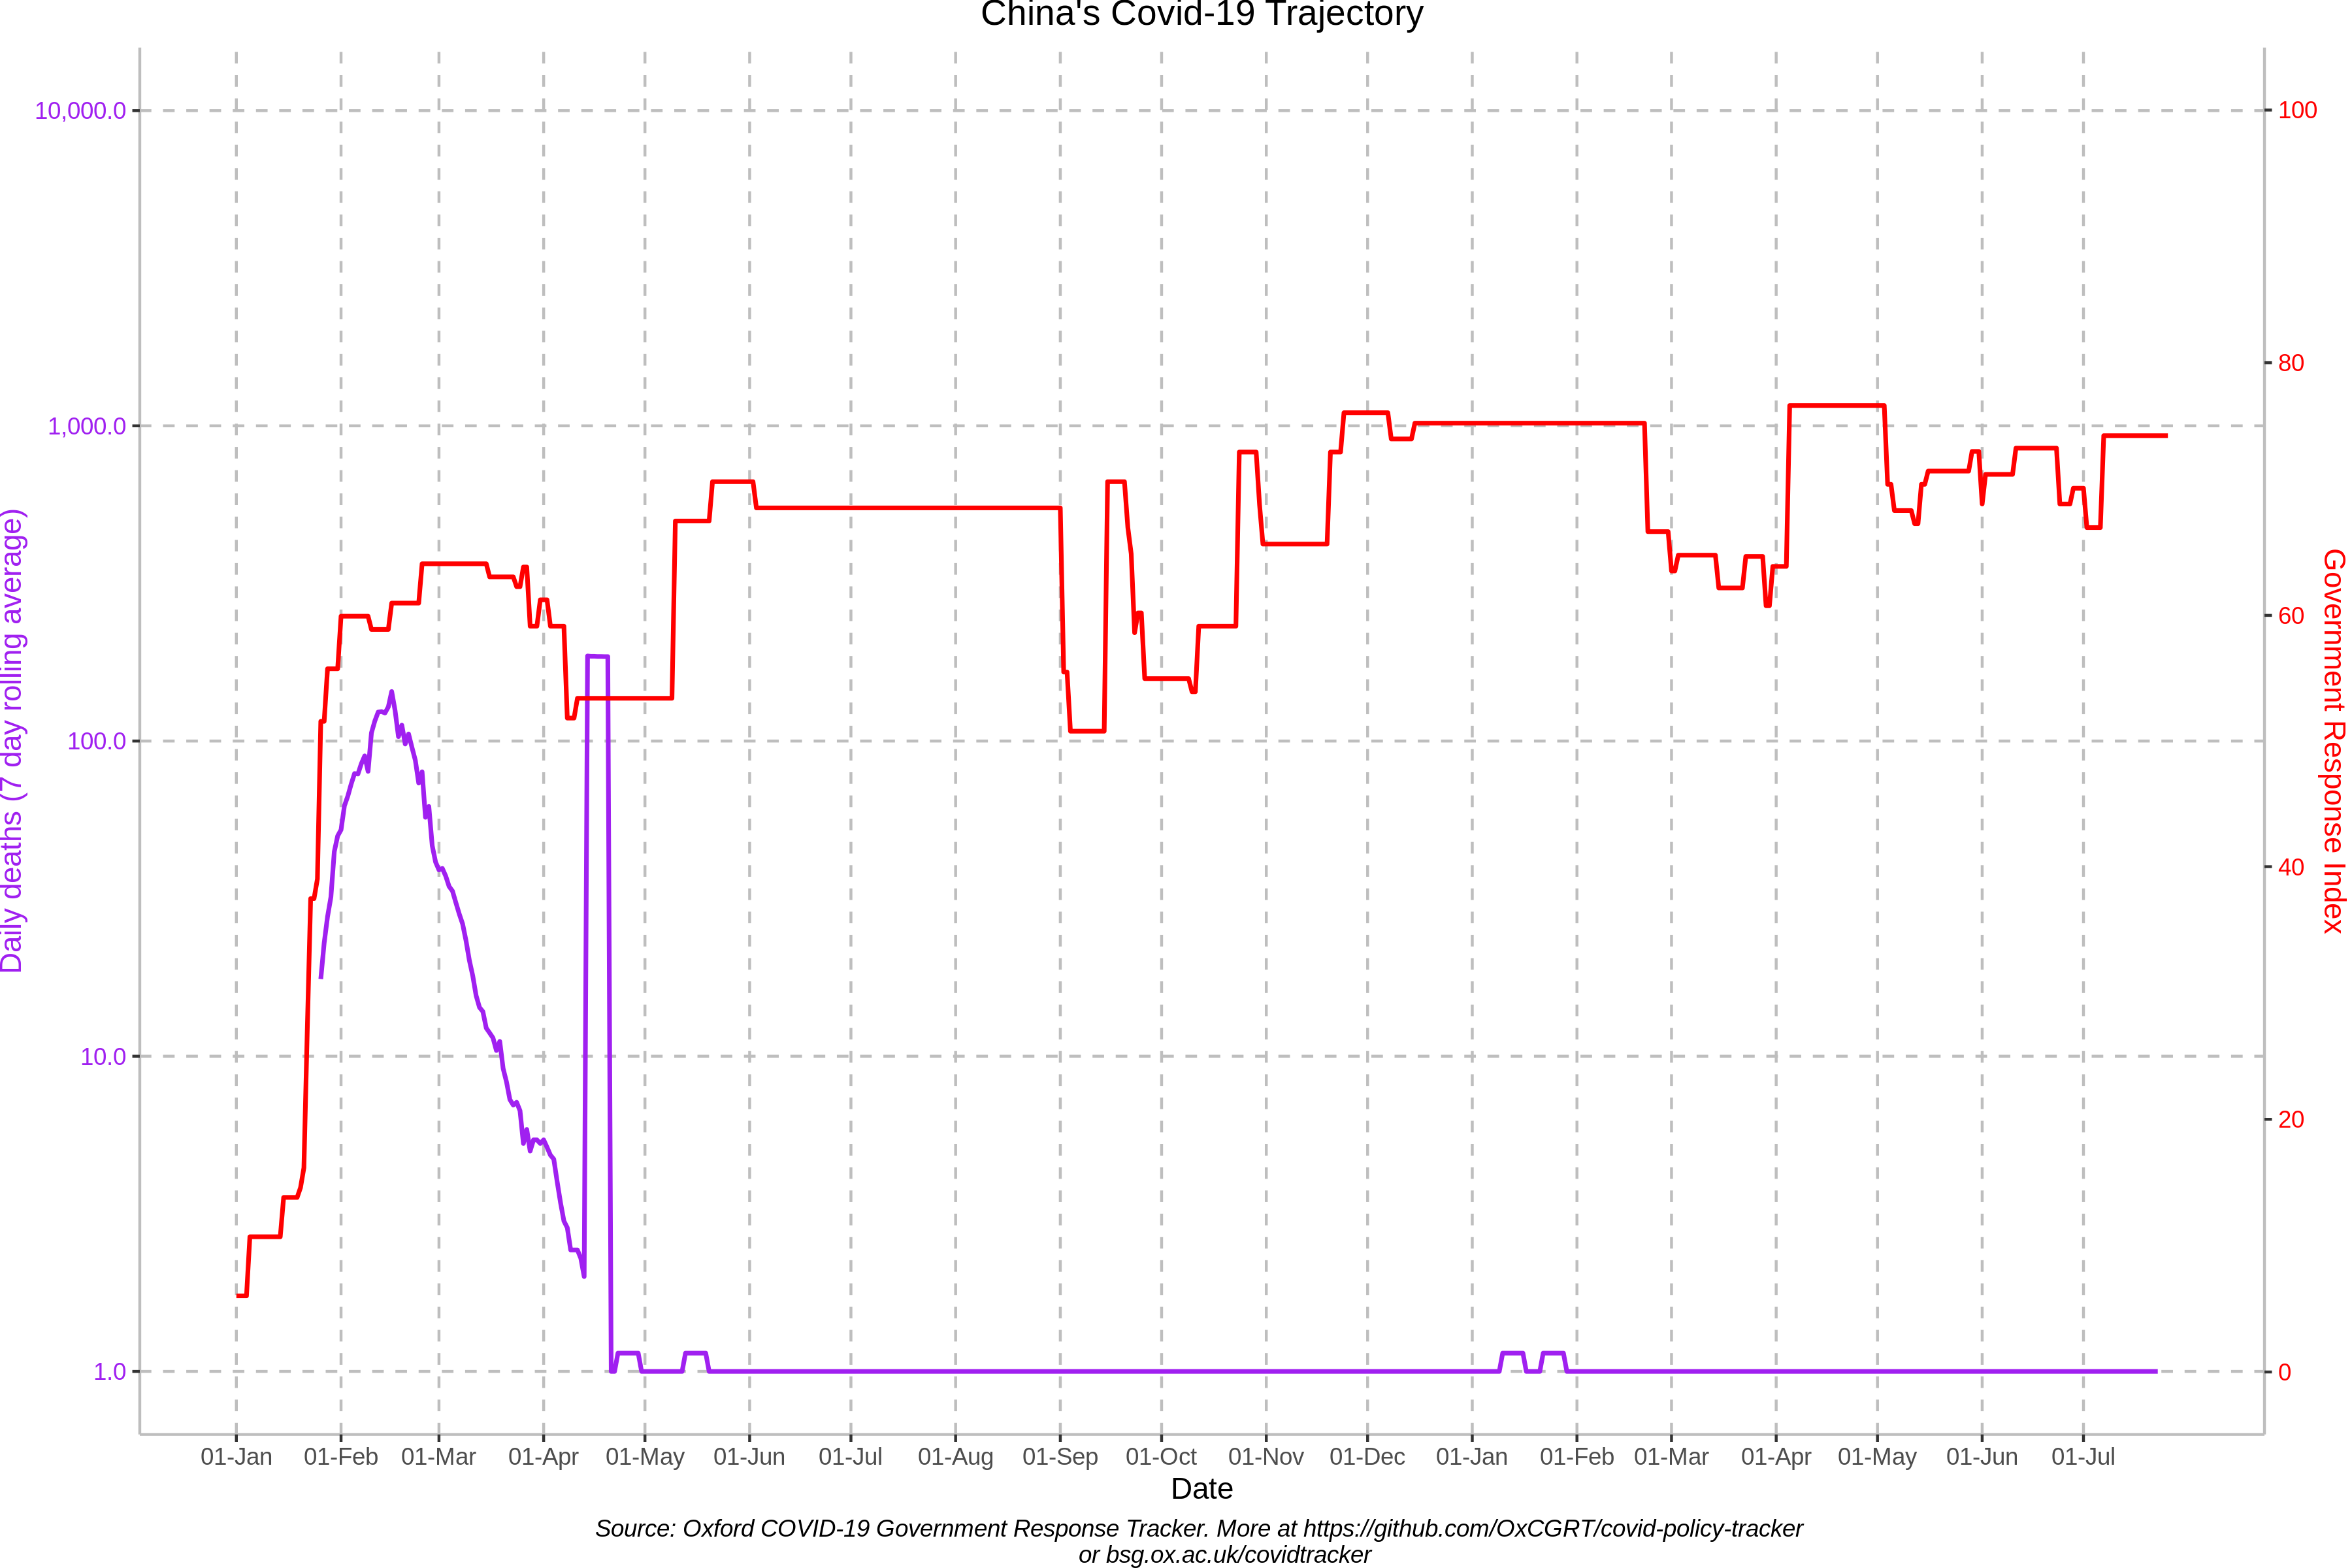 China's Covid-19 Trajectory
10,000.0
1,000.0
100.0
10.0
1.0
Daily deaths (7 day rolling average)
100
80
60
40
20
0
Government Response Index
01-Jan 01-Feb 01-Mar 01-Apr 01-May 01-Jun 01-Jul 01-Aug 01-Sep 01-Oct 01-Nov 01-Dec 01-Jan 01-Feb 01-Mar 01-Apr 01-May 01-Jun 01-Jul
Date
Source: Oxford COVID-19 Government Response Tracker. More at https://github.com/OxCGRT/covid-policy-tracker
or bsg.ox.ac.uk/covidtracker